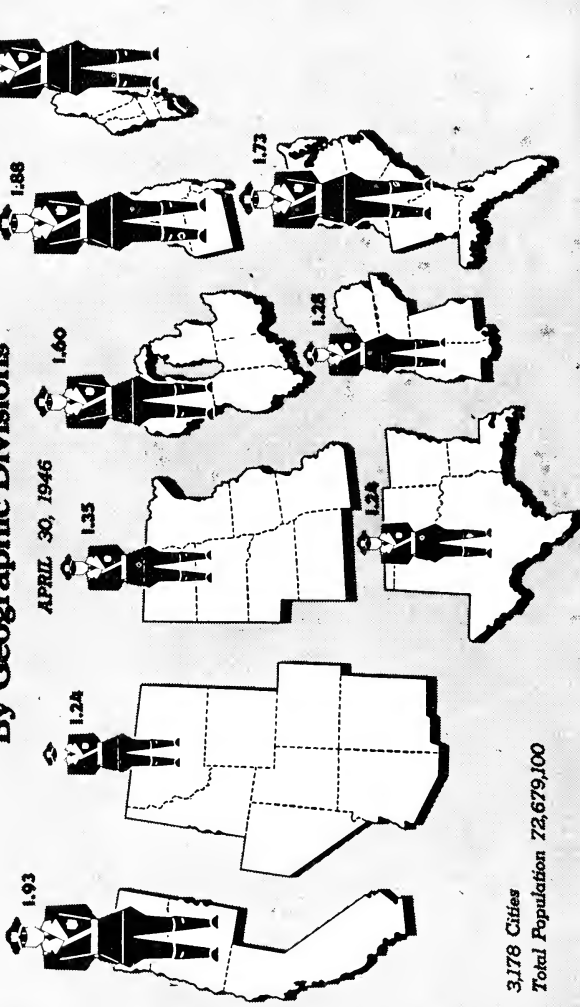 By Geographic Divisions
APRIL 30, 1946
1.93
1.24
1.35
1.60
1.88
1.24
1.28
1.73
3,178 Cities
Total Population 72,679,100